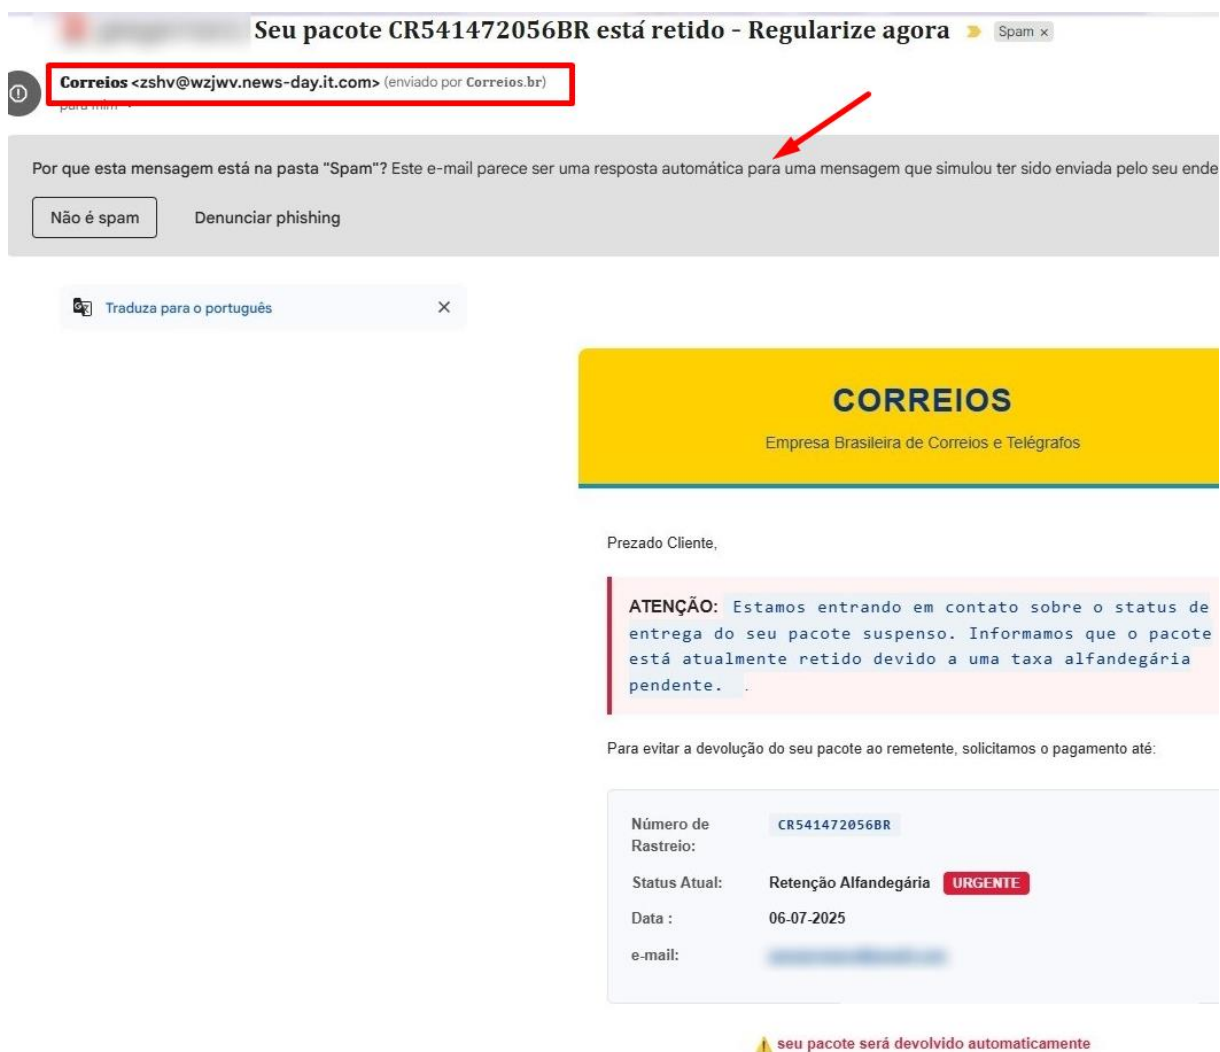 Seu pacote CR541472056BR está retido - Regularize agora Spam ×
Correios <zshv@wzjwv.news-day.it.com> (enviado por Correios.br)
para mim
Por que esta mensagem está na pasta "Spam"? Este e-mail parece ser uma resposta automática para uma mensagem que simulou ter sido enviada pelo seu ende
Não é spam Denunciar phishing
Traduza para o português ×
CORREIOS
Empresa Brasileira de Correios e Telégrafos
Prezado Cliente,
ATENÇÃO: Estamos entrando em contato sobre o status de
entrega do seu pacote suspenso. Informamos que o pacote
está atualmente retido devido a uma taxa alfandegária
pendente. .
Para evitar a devolução do seu pacote ao remetente, solicitamos o pagamento até:
Número de CR541472056BR
Rastreio:
Status Atual: Retenção Alfandegária URGENTE
Data : 06-07-2025
e-mail:
seu pacote será devolvido automaticamente